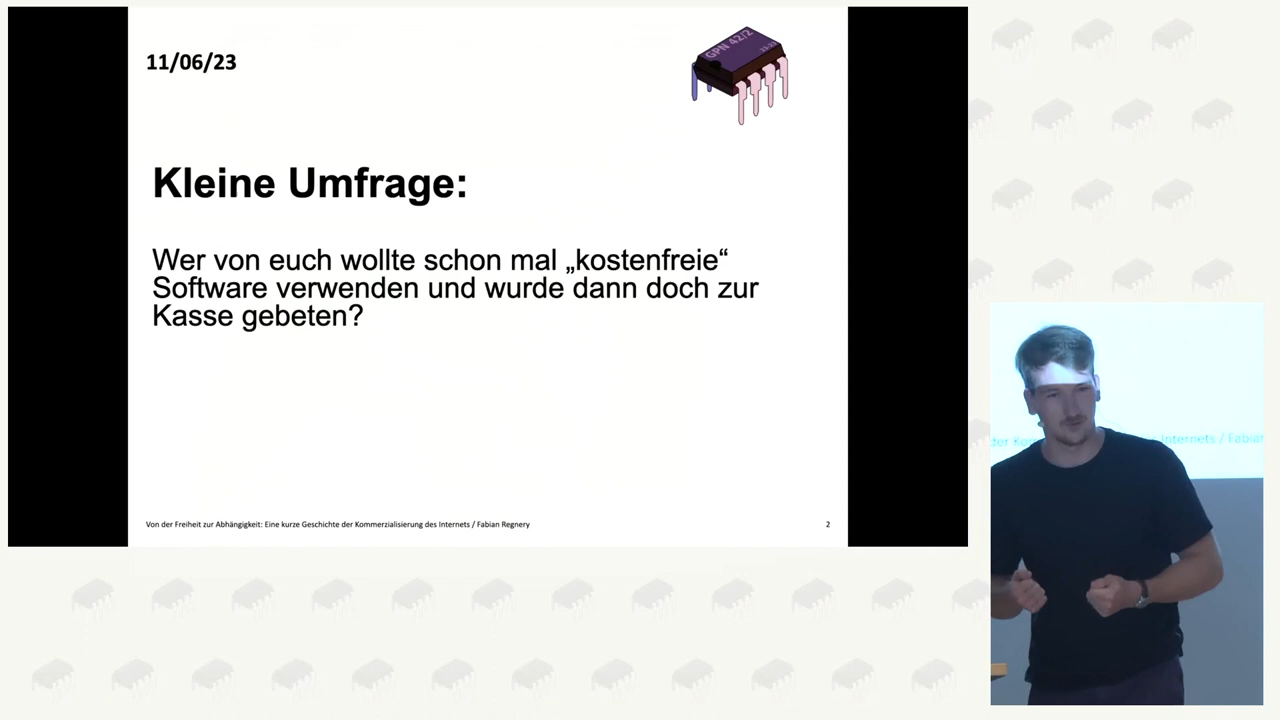 11/06/23
GPN 42/2
Kleine Umfrage:
Wer von euch wollte schon mal „kostenfreie“
Software verwenden und wurde dann doch zur
Kasse gebeten?
Von der Freiheit zur Abhängigkeit: Eine kurze Geschichte der Kommerzialisierung des Internets / Fabian Regnery
2
Internets / Fabian